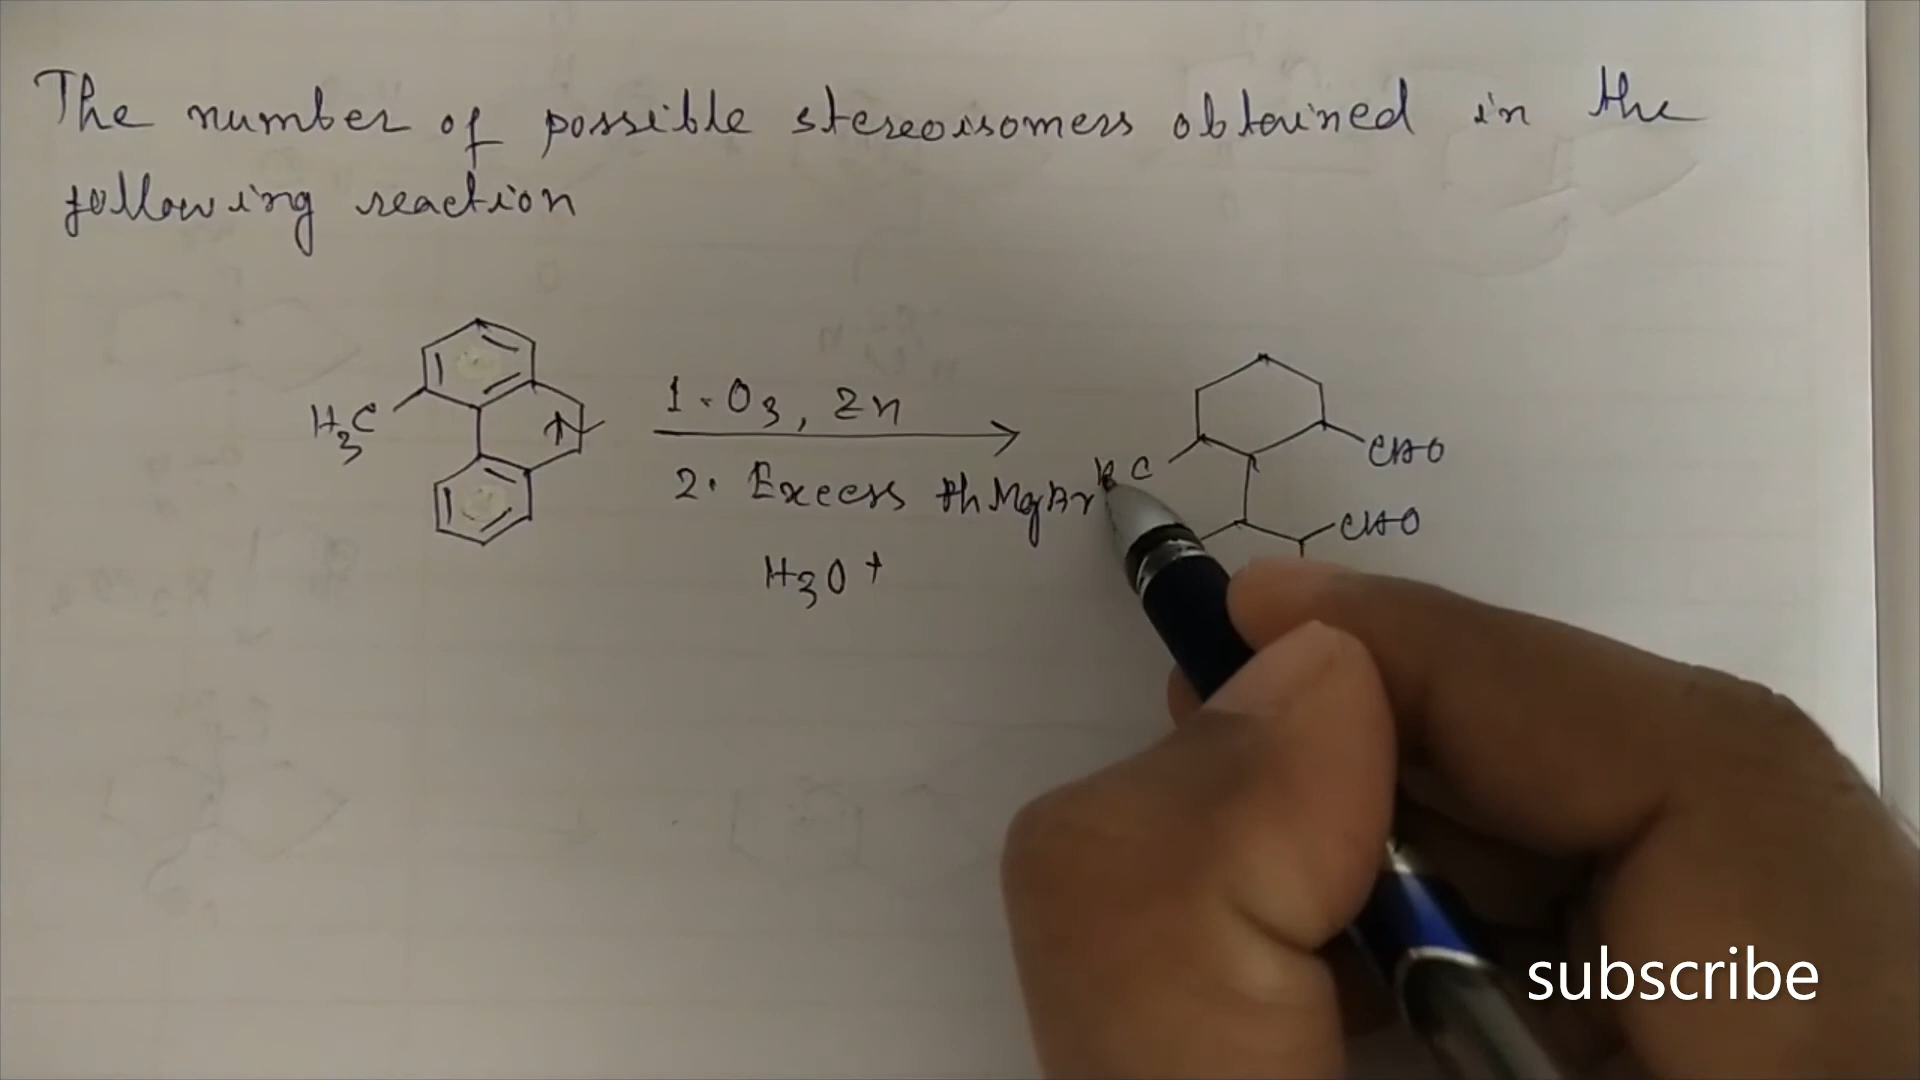 The number of possible stereoisomers obtained in the
following reaction
H3C
1. O3, Zn
2. Excess PhMgBr
H3O+
CHO
CHO
subscribe